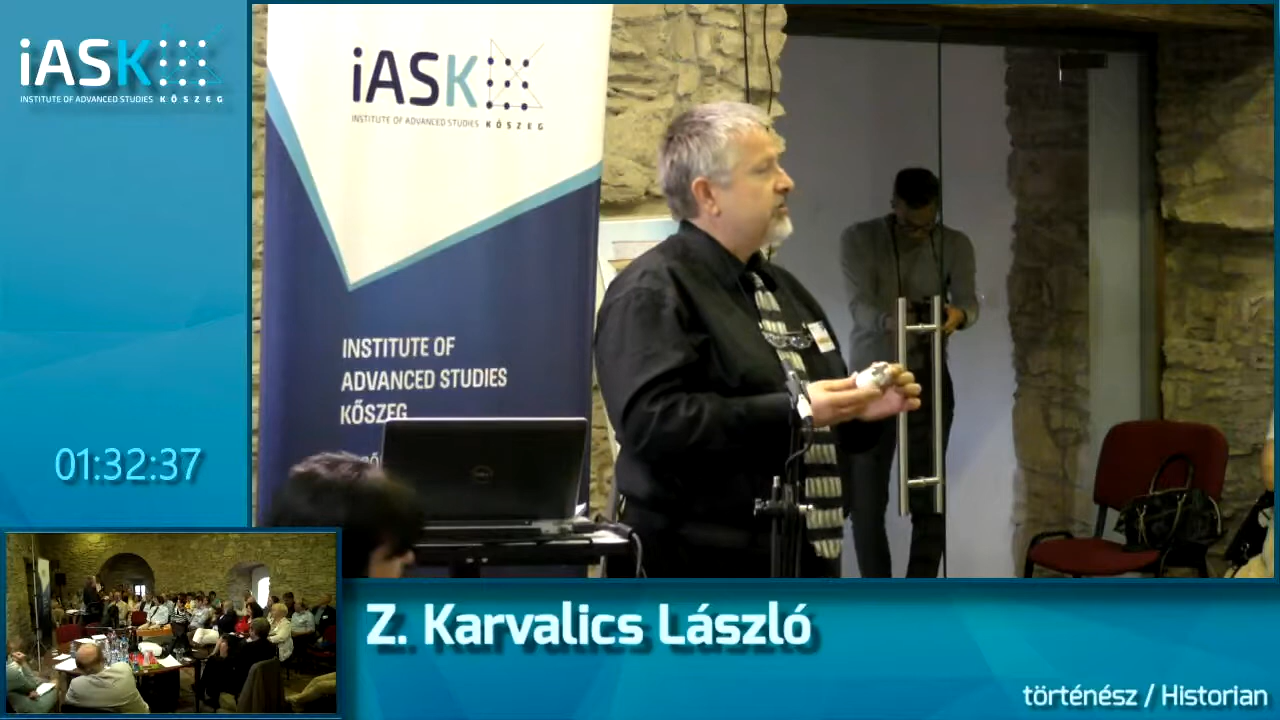 iASK
INSTITUTE OF ADVANCED STUDIES KŐSZEG
iASK
INSTITUTE OF ADVANCED STUDIES KŐSZEG
INSTITUTE OF
ADVANCED STUDIES
KŐSZEG
01:32:37
Z. Karvalics László
történész / Historian